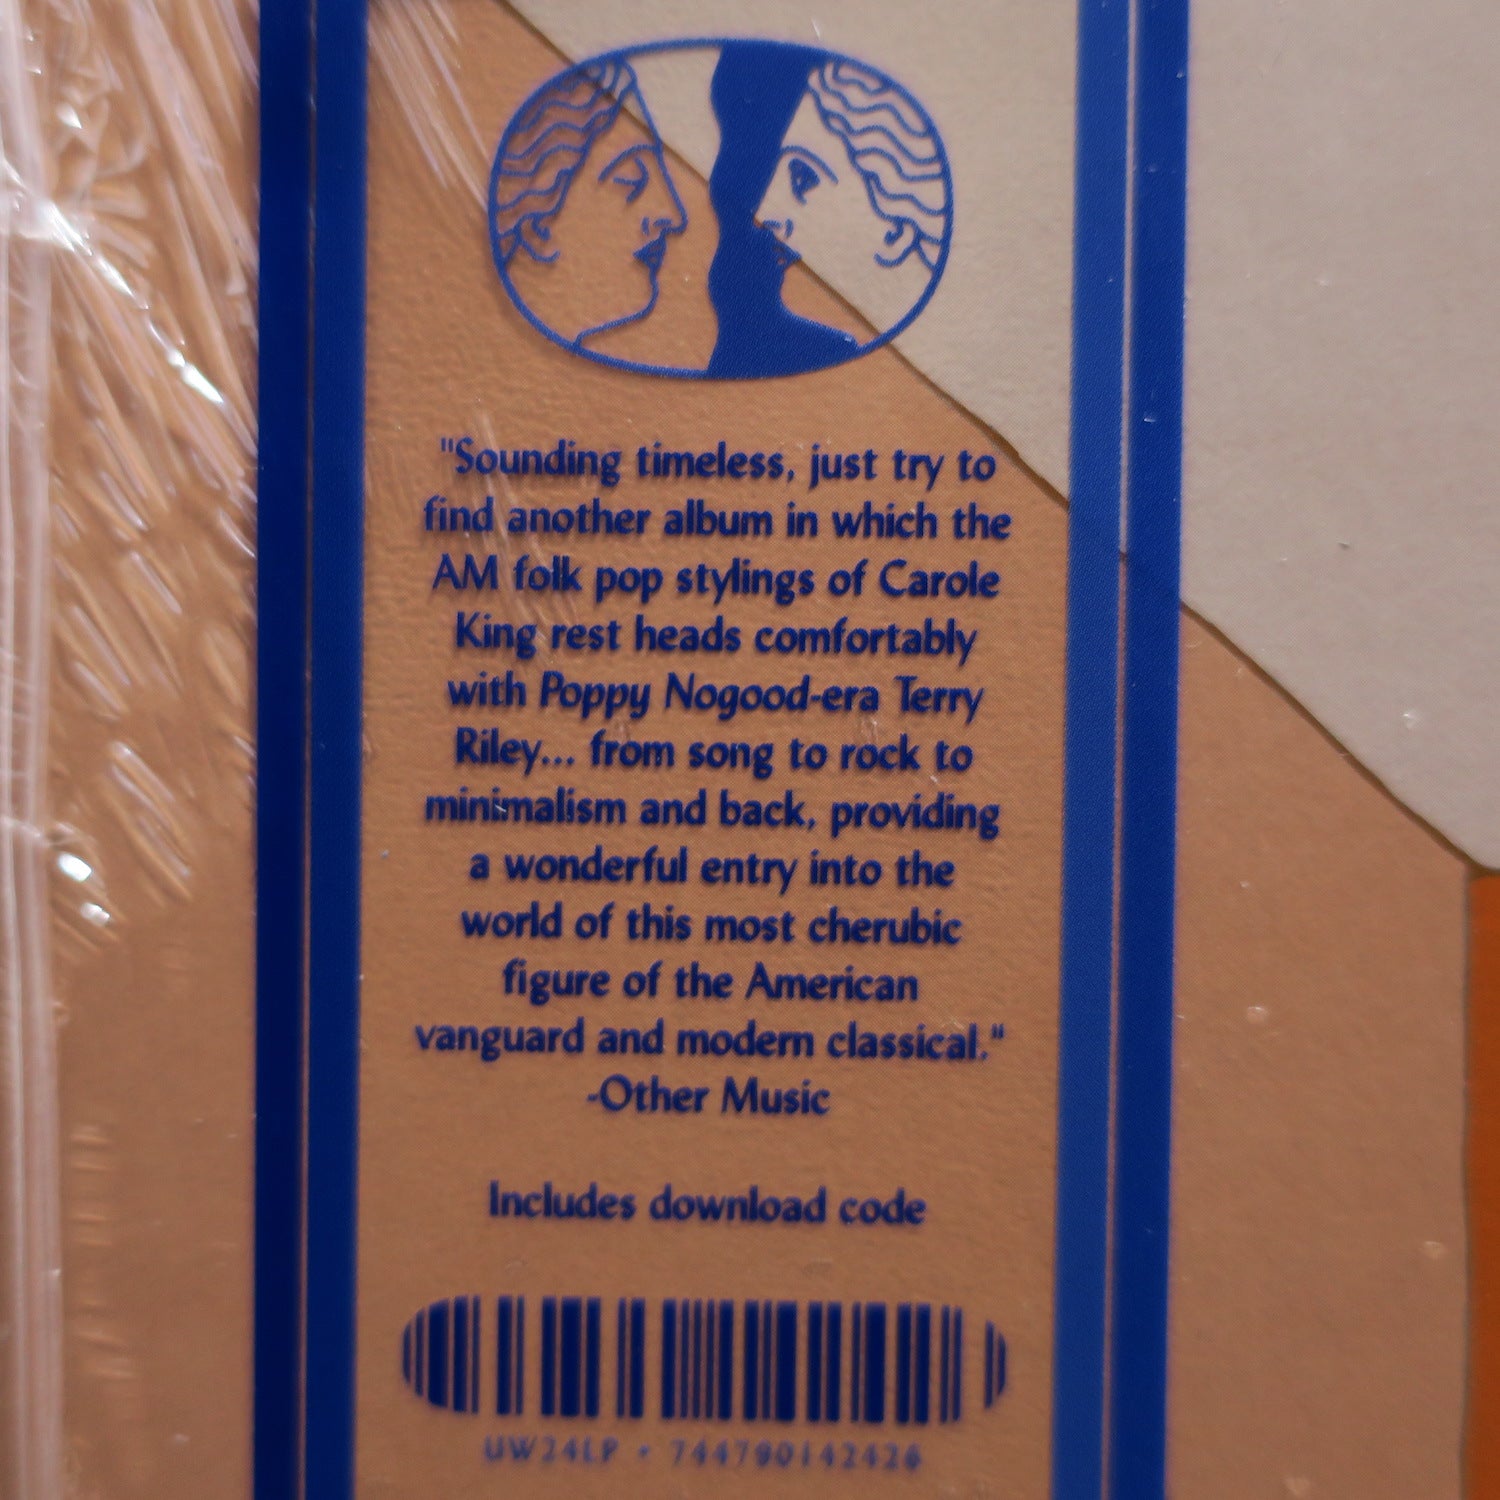 "Sounding timeless, just try to
find another album in which the
AM folk pop stylings of Carole
King rest heads comfortably
with Poppy Nogood-era Terry
Riley... from song to rock to
minimalism and back, providing
a wonderful entry into the
world of this most cherubic
figure of the American
vanguard and modern classical."
-Other Music
Includes download code
UW24LP • 744790142426